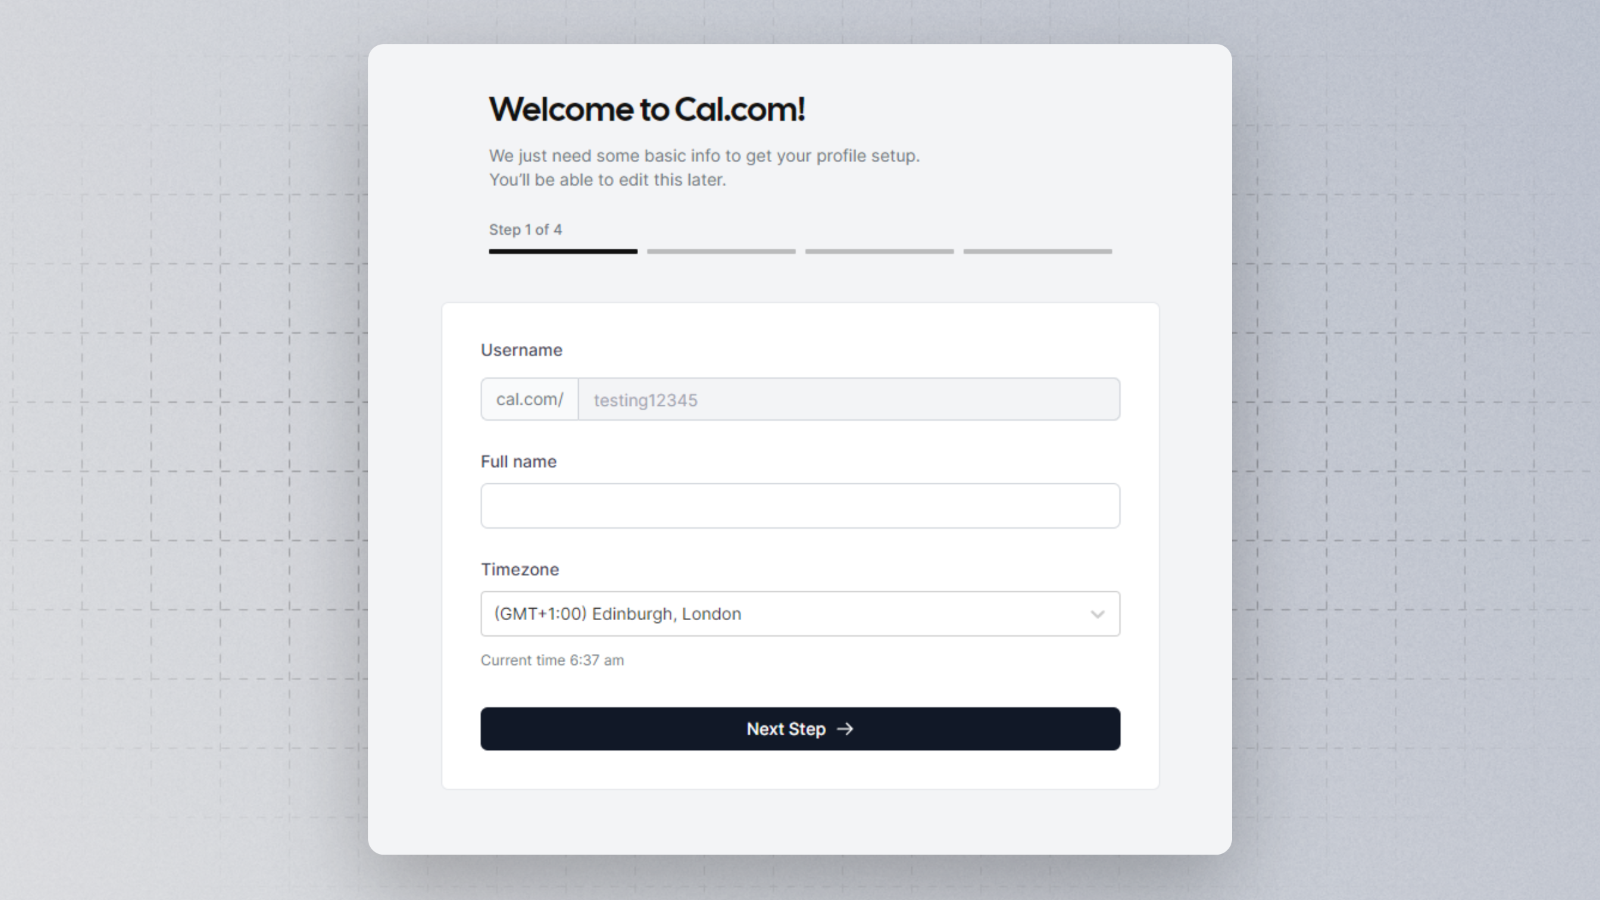 Welcome to Cal.com!
We just need some basic info to get your profile setup.
You'll be able to edit this later.
Step 1 of 4
Username
cal.com/ testing12345
Full name
Timezone
(GMT+1:00) Edinburgh, London
Current time 6:37 am
Next Step →